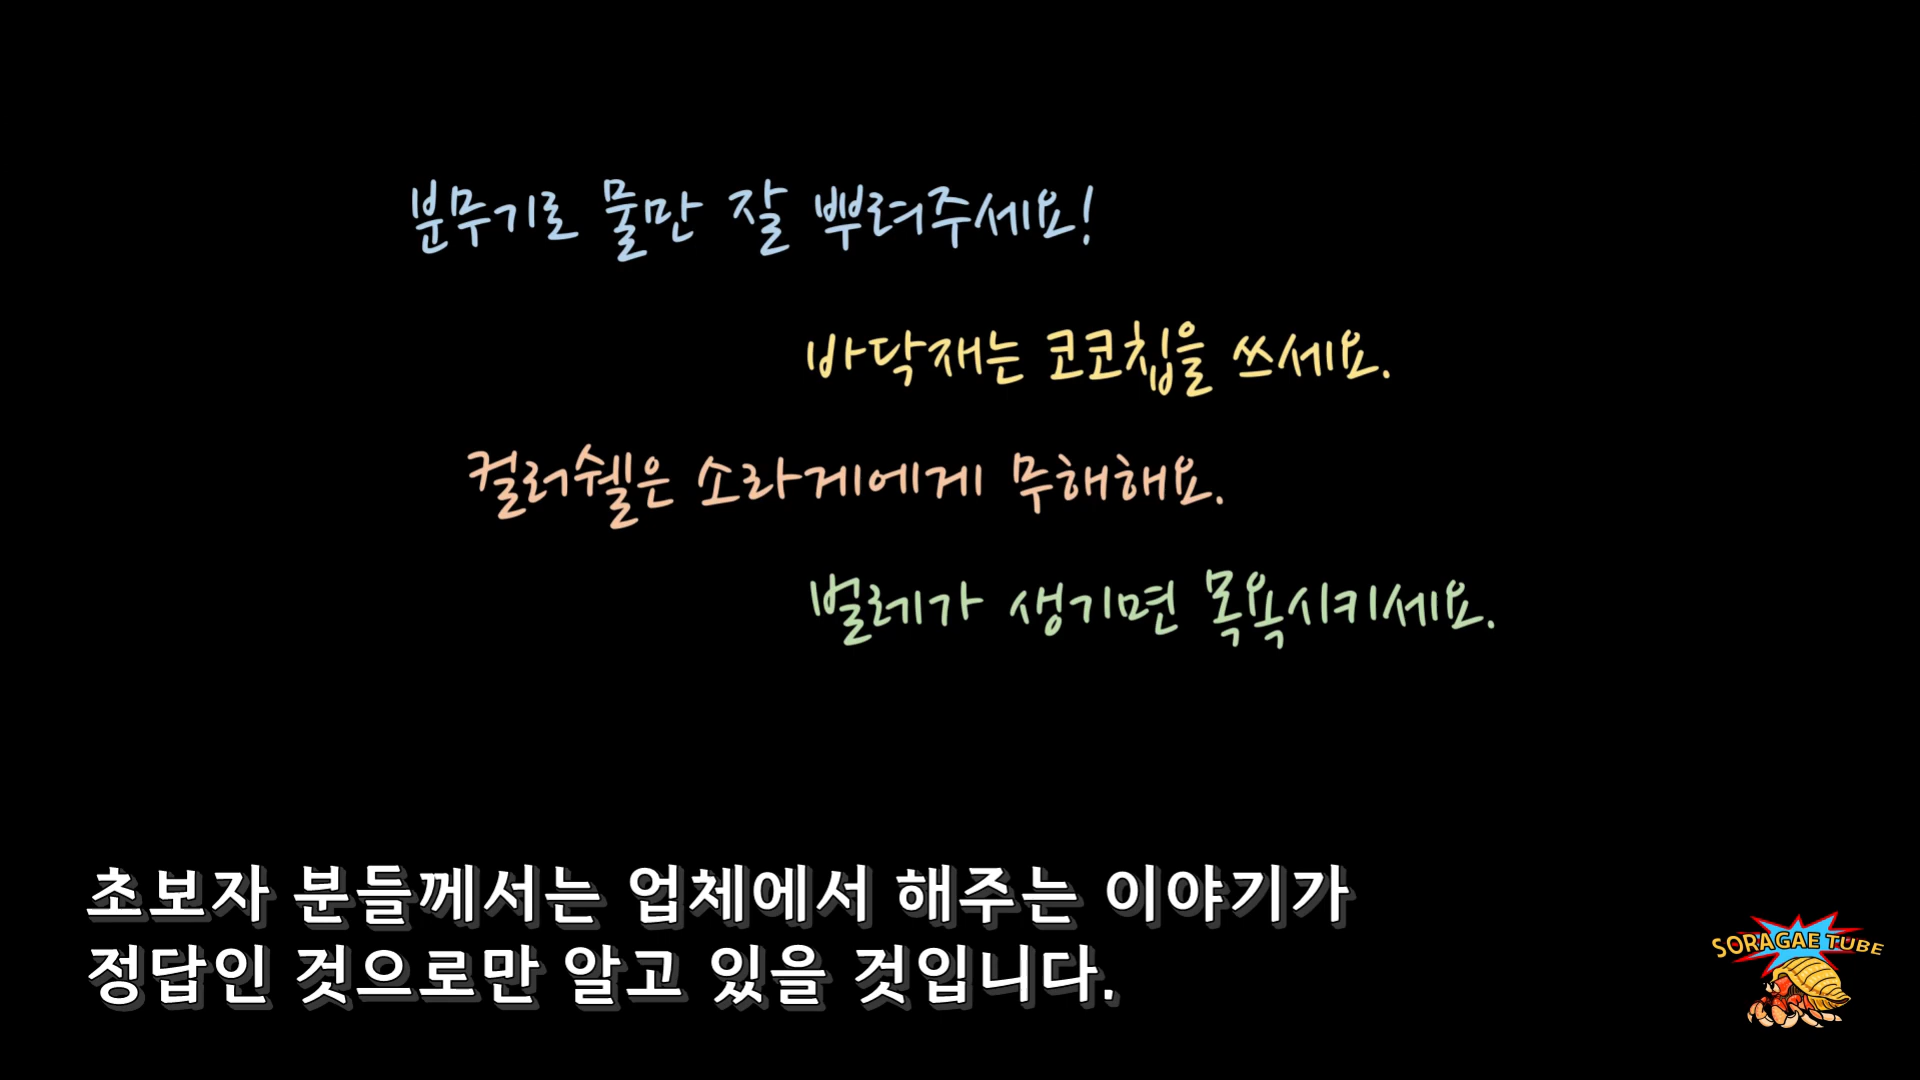 분무기로 물만 잘 뿌려주세요!
바닥재는 코코칩을 쓰세요.
컬러쉘은 소라게에게 무해해요.
벌레가 생기면 목욕시키세요.
초보자 분들께서는 업체에서 해주는 이야기가
정답인 것으로만 알고 있을 것입니다.
SORAGAE TUBE